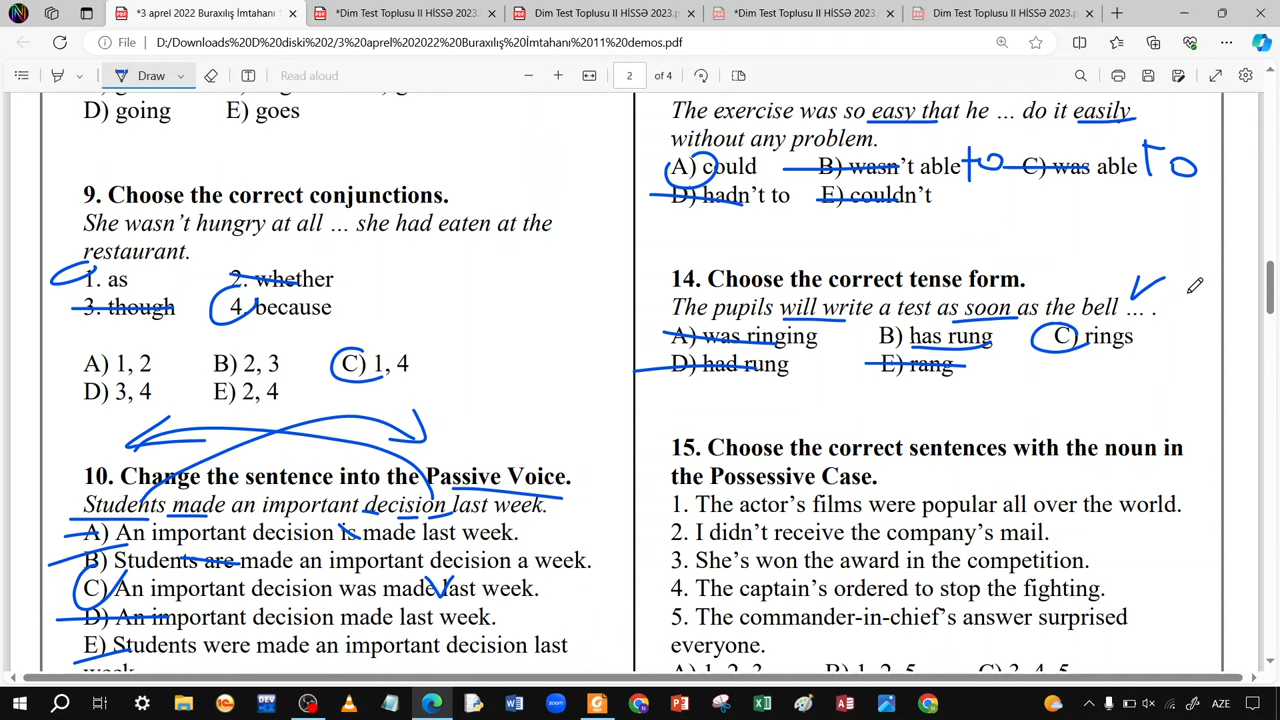 *3 aprel 2022 Buraxılış İmtahanı
*Dim Test Toplusu II HİSSƏ 2023.p
Dim Test Toplusu II HİSSƏ 2023.p
*Dim Test Toplusu II HİSSƏ 2023.p
Dim Test Toplusu II HİSSƏ 2023.p
File D:/Downloads%20D%20diski%202/3%20aprel%202022%20Buraxılış%20İmtahanı%2011%20demos.pdf
Draw Read aloud 2 of 4
D) going E) goes
9. Choose the correct conjunctions.
She wasn't hungry at all … she had eaten at the
restaurant.
1. as 2. whether
3. though 4. because
A) 1, 2 B) 2, 3 C) 1, 4
D) 3, 4 E) 2, 4
10. Change the sentence into the Passive Voice.
Students made an important decision last week.
A) An important decision is made last week.
B) Students are made an important decision a week.
C) An important decision was made last week.
D) An important decision made last week.
E) Students were made an important decision last
week.
The exercise was so easy that he … do it easily
without any problem.
A) could B) wasn't able to C) was able to
D) hadn't to E) couldn't
14. Choose the correct tense form.
The pupils will write a test as soon as the bell … .
A) was ringing B) has rung C) rings
D) had rung E) rang
15. Choose the correct sentences with the noun in
the Possessive Case.
1. The actor's films were popular all over the world.
2. I didn't receive the company's mail.
3. She's won the award in the competition.
4. The captain's ordered to stop the fighting.
5. The commander-in-chief's answer surprised
everyone.
A) 1, 2, 3 B) 1, 2, 5 C) 3, 4, 5
AZE